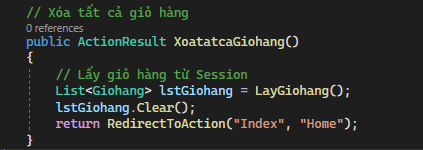 // Xóa tất cả giỏ hàng
0 references
public ActionResult XoatatcaGiohang()
{
// Lấy giỏ hàng từ Session
List<Giohang> lstGiohang = LayGiohang();
lstGiohang.Clear();
return RedirectToAction("Index", "Home");
}